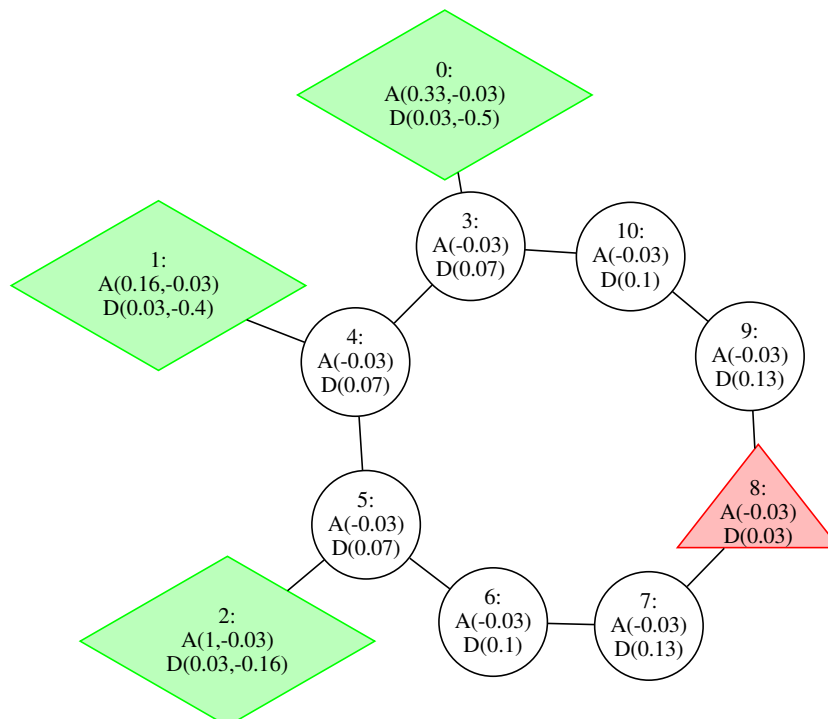 0:
A(0.33,-0.03)
D(0.03,-0.5)
1:
A(0.16,-0.03)
D(0.03,-0.4)
3:
A(-0.03)
D(0.07)
10:
A(-0.03)
D(0.1)
4:
A(-0.03)
D(0.07)
9:
A(-0.03)
D(0.13)
5:
A(-0.03)
D(0.07)
8:
A(-0.03)
D(0.03)
2:
A(1,-0.03)
D(0.03,-0.16)
6:
A(-0.03)
D(0.1)
7:
A(-0.03)
D(0.13)